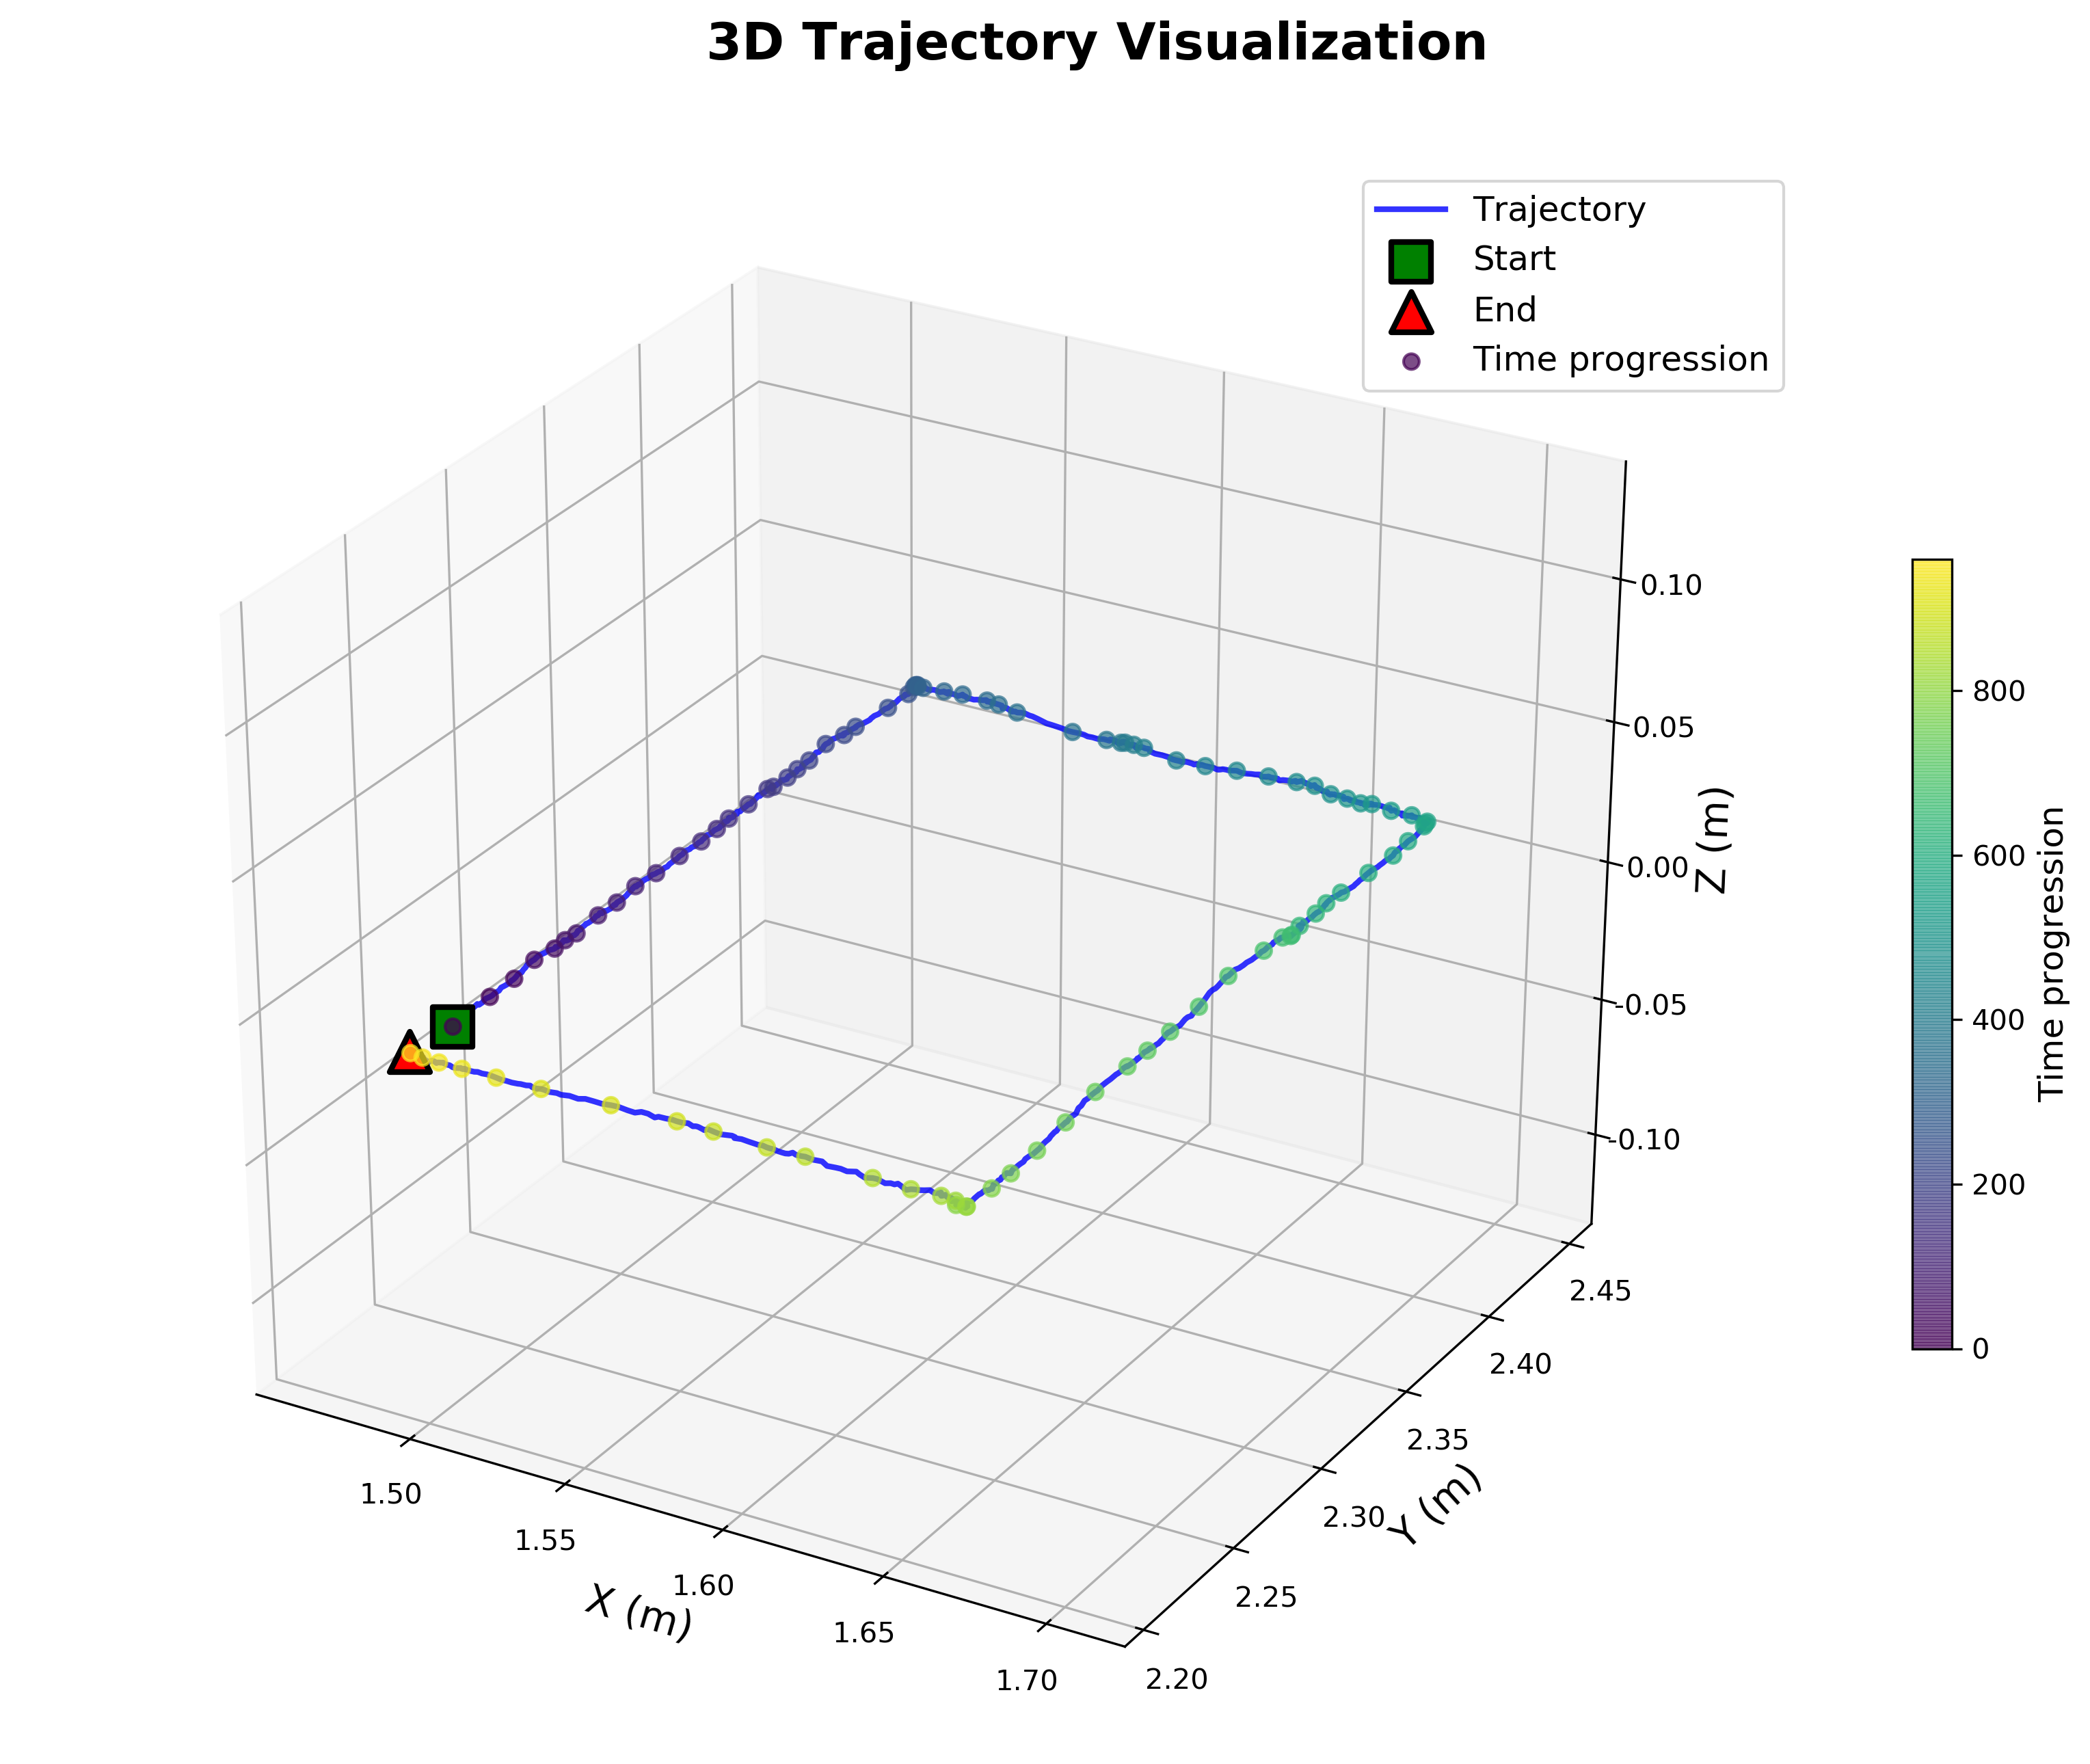 3D Trajectory Visualization
Trajectory
Start
End
Time progression
0.10
0.05
0.00
-0.05
-0.10
Z (m)
2.45
2.40
2.35
2.30
2.25
2.20
Y (m)
1.50
1.55
1.60
1.65
1.70
X (m)
800
600
400
200
0
Time progression